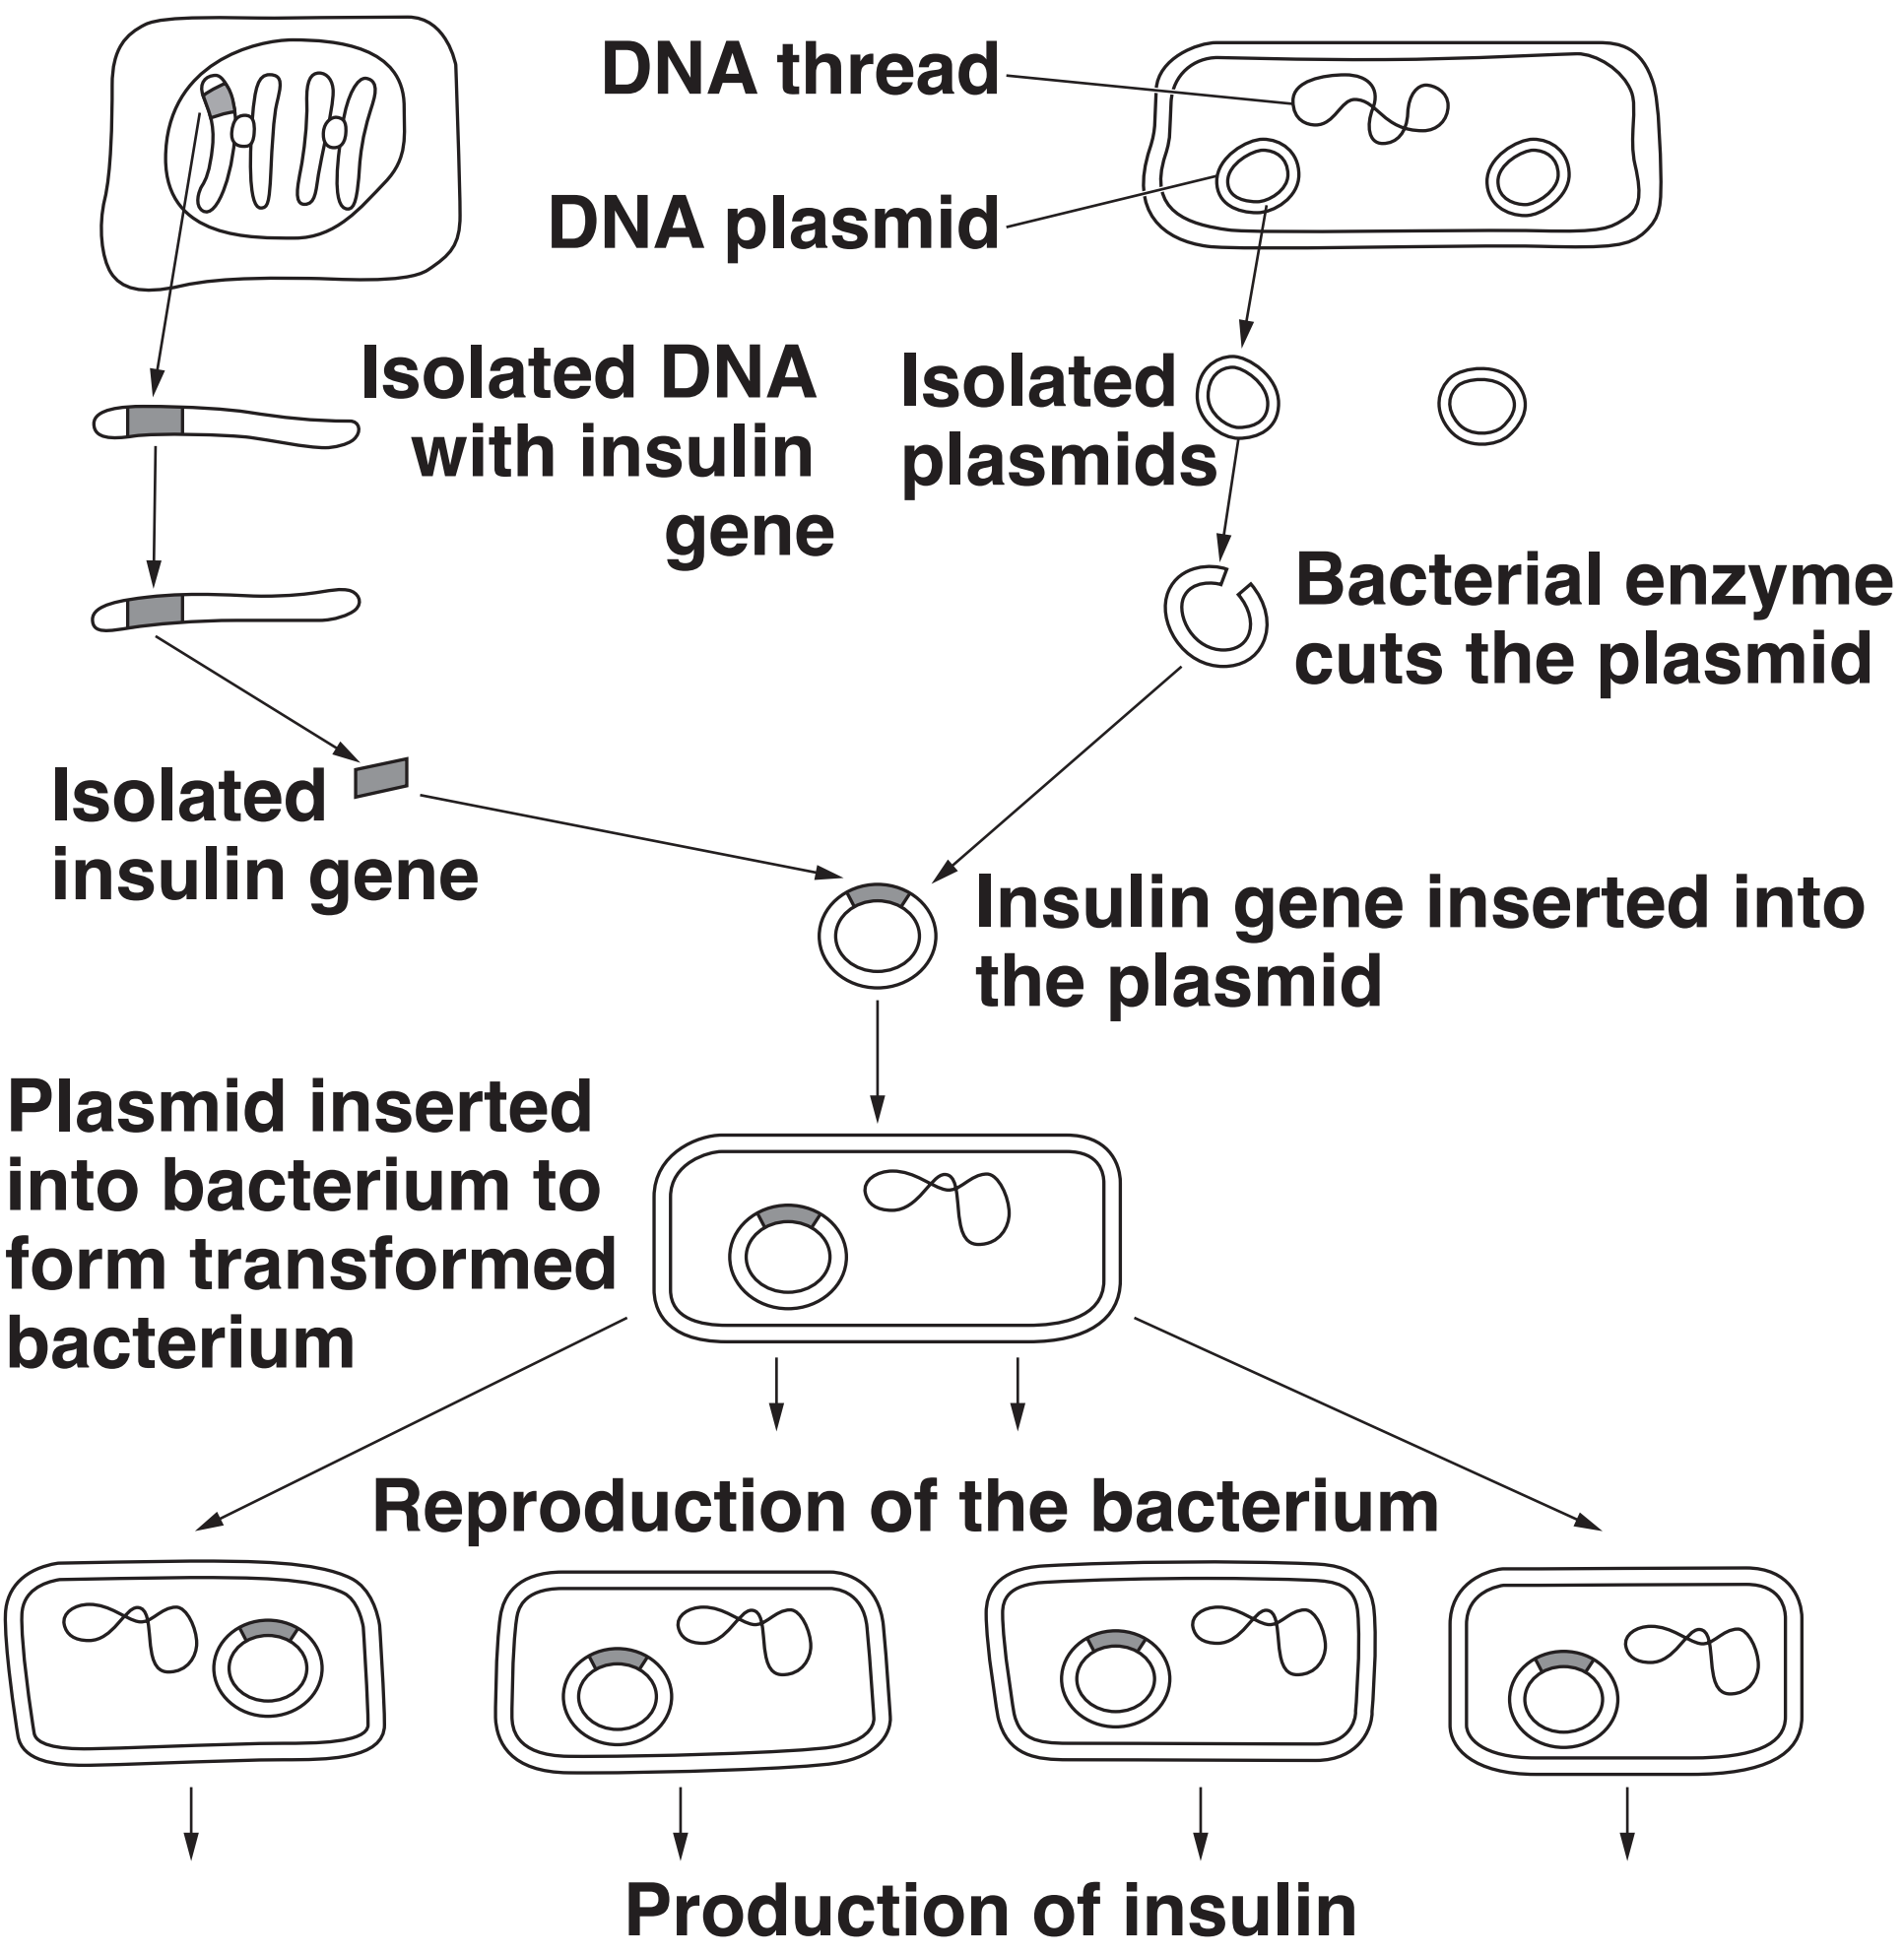 DNA thread
DNA plasmid
Isolated DNA
with insulin
gene
Isolated
plasmids
Bacterial enzyme
cuts the plasmid
Isolated
insulin gene
Insulin gene inserted into
the plasmid
Plasmid inserted
into bacterium to
form transformed
bacterium
Reproduction of the bacterium
Production of insulin